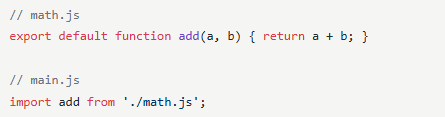 // math.js
export default function add(a, b) { return a + b; }
// main.js
import add from './math.js';